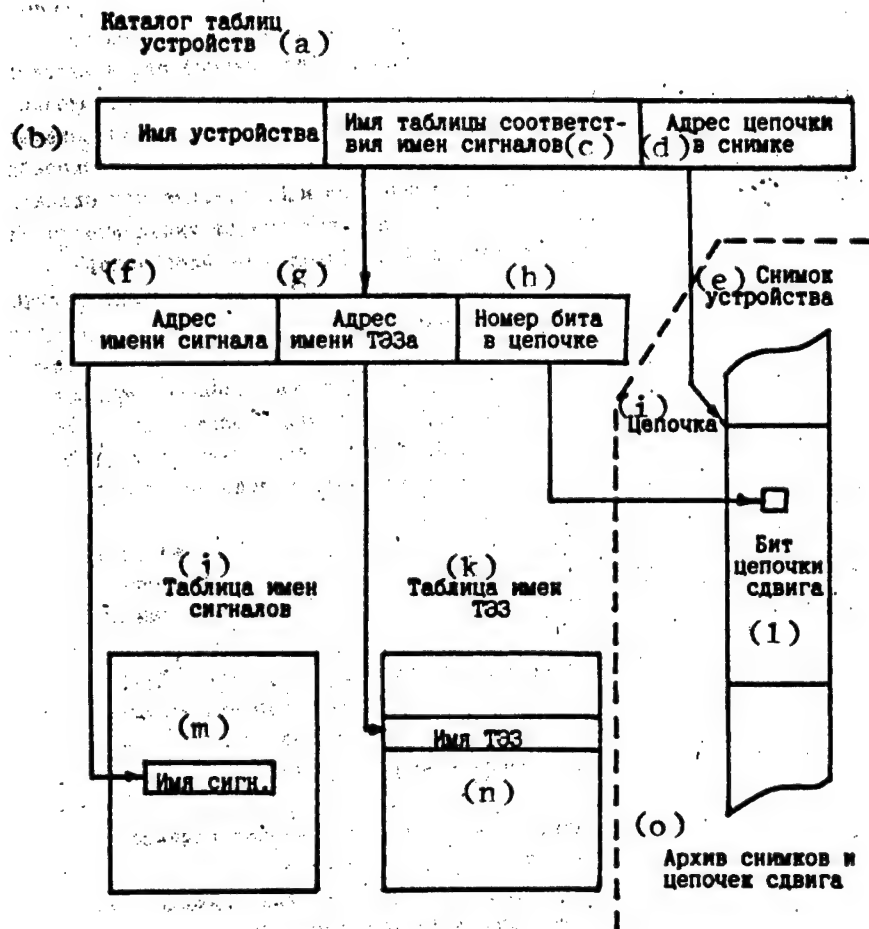 Каталог таблиц
устройств (a)
(b)
Имя устройства
Имя таблицы соответст-
вия имен сигналов (c)
Адрес цепочки
(d) в снимке
(f)
(g)
(h)
(e) Снимок
устройства
Адрес
имени сигнала
Адрес
имени ТЭЗа
Номер бита
в цепочке
(i)
Цепочка
Бит
цепочки
сдвига
(l)
(j)
Таблица имен
сигналов
(k)
Таблица имен
ТЭЗ
(m)
Имя сигн.
Имя ТЭЗ
(n)
(o)
Архив снимков и
цепочек сдвига